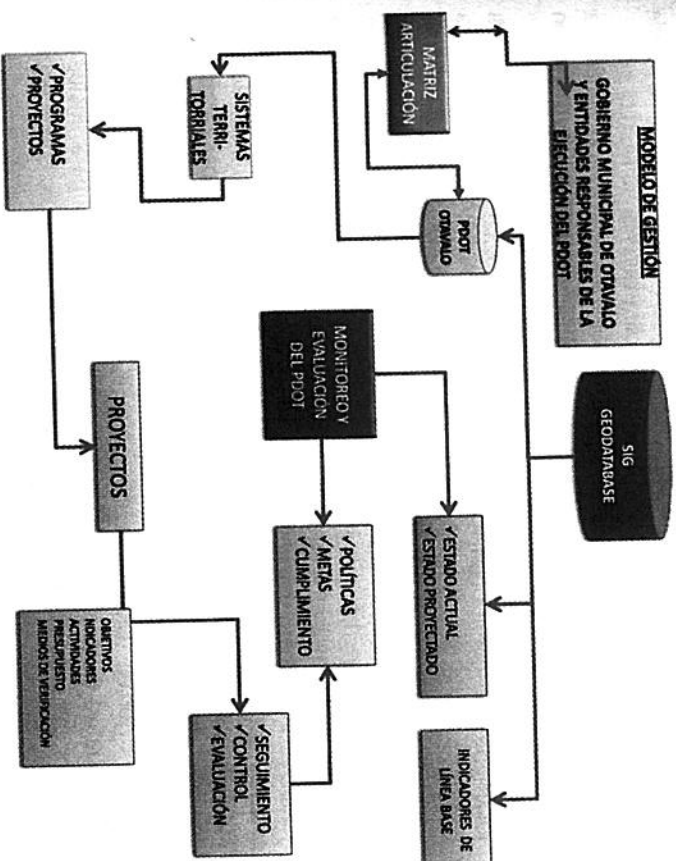 MODELO DE GESTIÓN
GOBIERNO MUNICIPAL DE OTAVALO
Y ENTIDADES RESPONSABLES DE LA
EJECUCIÓN DEL PDOT
SIG
GEODATABASE
MATRIZ
ARTICULACIÓN
PDOT
OTAVALO
✓ESTADO ACTUAL
✓ESTADO PROYECTADO
INDICADORES DE
LÍNEA BASE
SISTEMAS
TERRI-
TORRIALES
MONITOREO Y
EVALUACIÓN
DEL PDOT
✓POLÍTICAS
✓METAS
✓CUMPLIMIENTO
✓PROGRAMAS
✓PROYECTOS
PROYECTOS
OBJETIVOS
INDICADORES
ACTIVIDADES
PRESUPUESTO
MEDIOS DE VERIFICACIÓN
✓SEGUIMIENTO
✓CONTROL
✓EVALUACIÓN